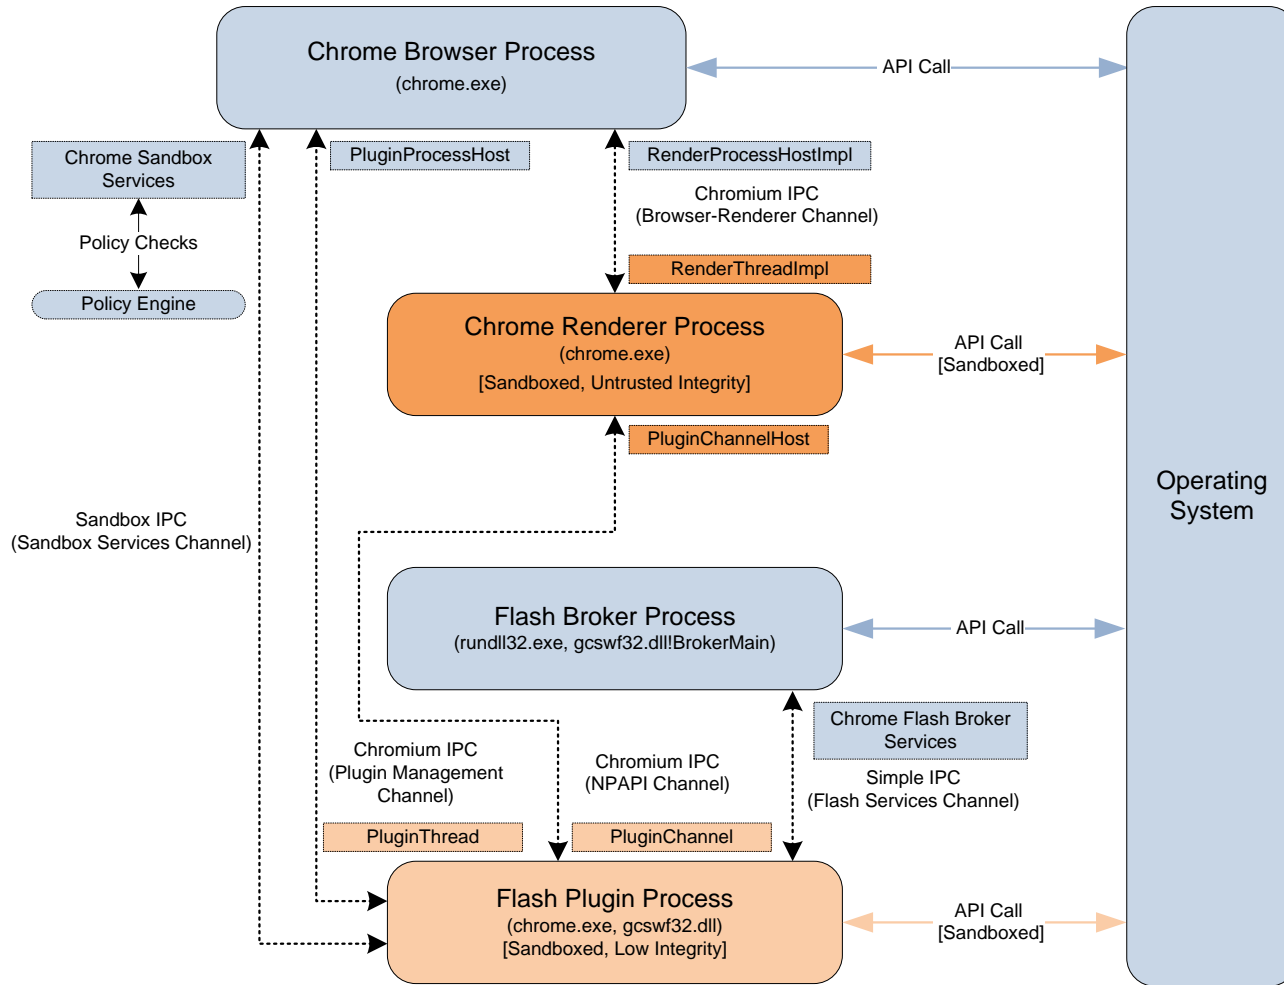 Chrome Browser Process
(chrome.exe)
API Call
Chrome Sandbox
Services
PluginProcessHost
RenderProcessHostImpl
Chromium IPC
(Browser-Renderer Channel)
Policy Checks
RenderThreadImpl
Policy Engine
Chrome Renderer Process
(chrome.exe)
[Sandboxed, Untrusted Integrity]
API Call
[Sandboxed]
PluginChannelHost
Operating
System
Sandbox IPC
(Sandbox Services Channel)
Flash Broker Process
(rundll32.exe, gcswf32.dll!BrokerMain)
API Call
Chrome Flash Broker
Services
Chromium IPC
(Plugin Management
Channel)
Chromium IPC
(NPAPI Channel)
Simple IPC
(Flash Services Channel)
PluginThread
PluginChannel
Flash Plugin Process
(chrome.exe, gcswf32.dll)
[Sandboxed, Low Integrity]
API Call
[Sandboxed]